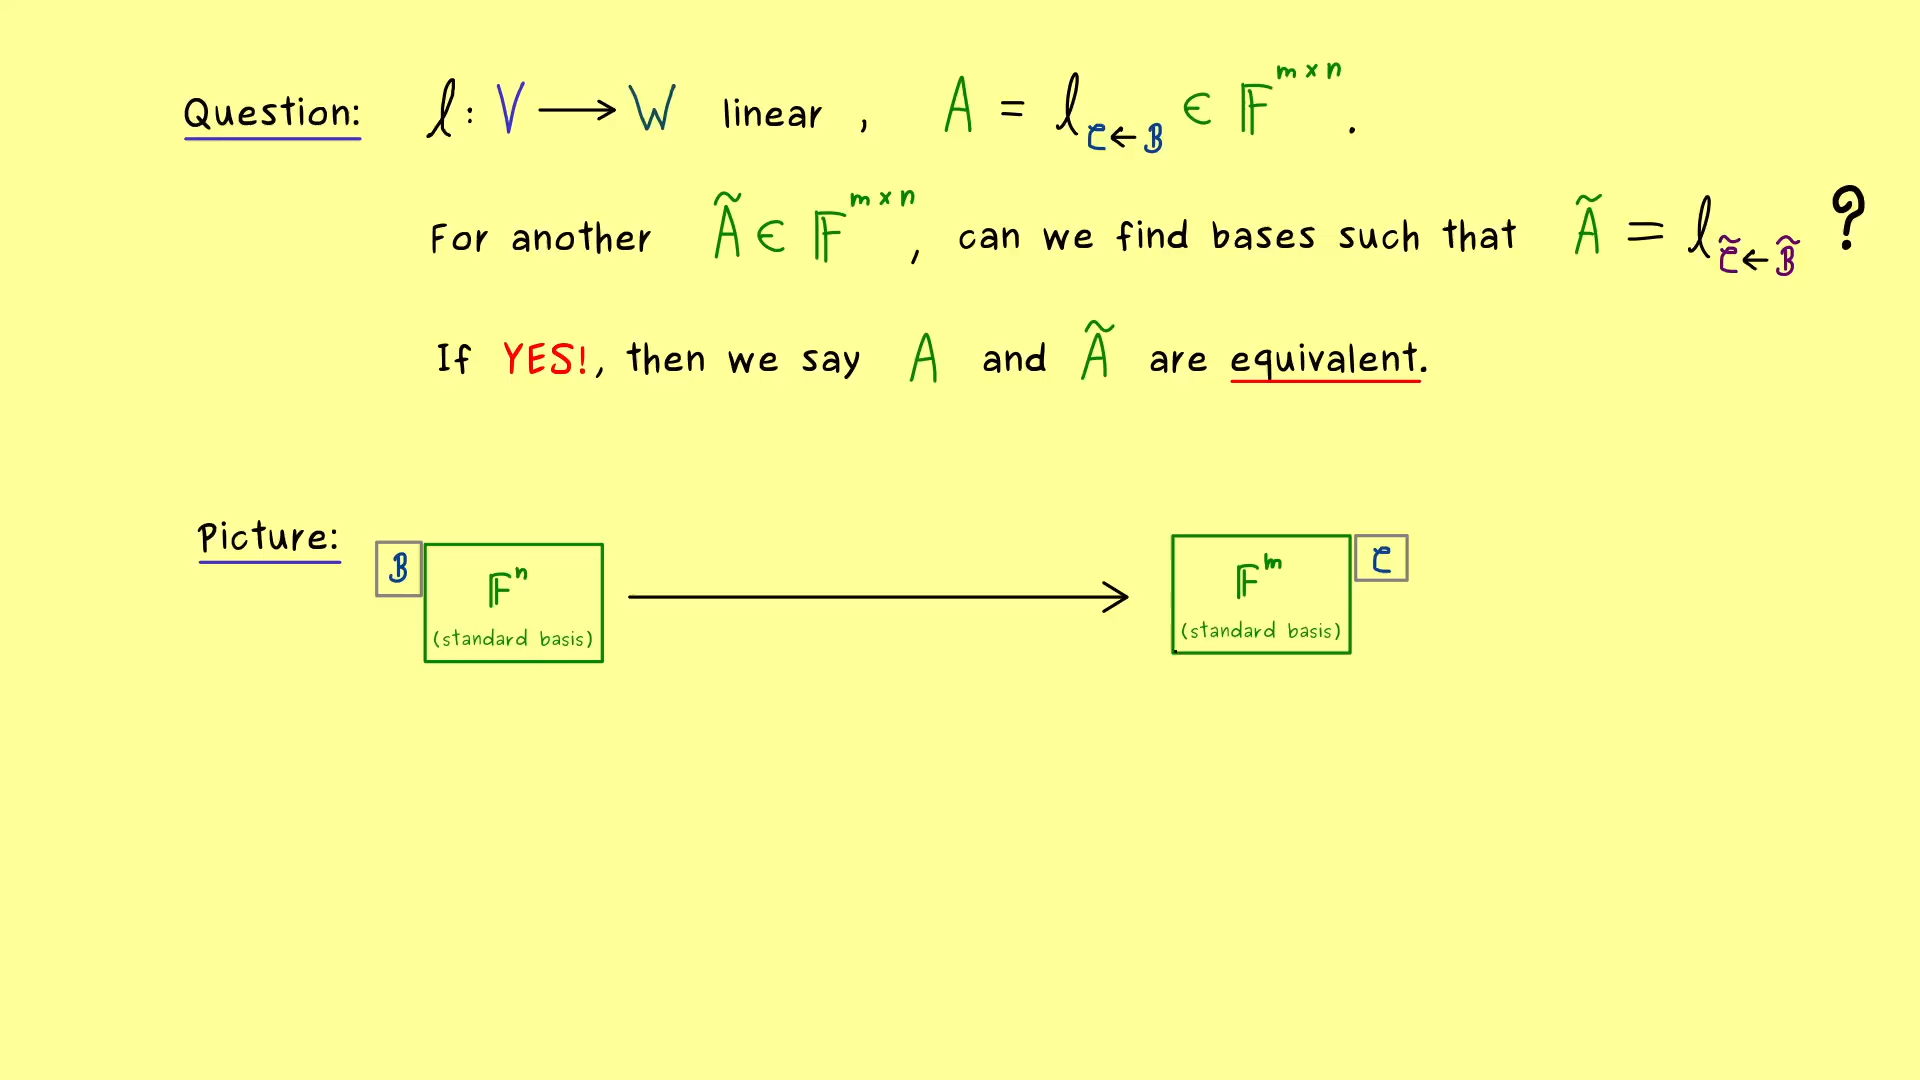 Question: ℓ: V ⟶ W linear , A = ℓ_{𝒞←ℬ} ∈ 𝔽^{m×n} .
For another Ã ∈ 𝔽^{m×n}, can we find bases such that Ã = ℓ_{𝒞̃←ℬ̃} ?
If YES!, then we say A and Ã are equivalent.
Picture: ℬ 𝔽^n ⟶ 𝔽^m 𝒞
(standard basis) (standard basis)